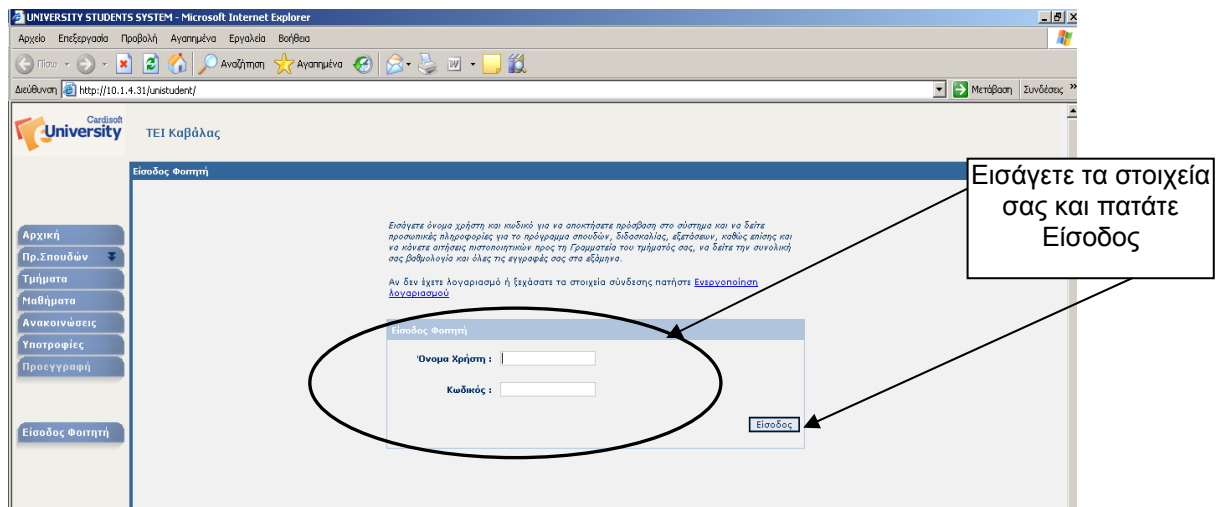 UNIVERSITY STUDENTS SYSTEM - Microsoft Internet Explorer
Αρχείο Επεξεργασία Προβολή Αγαπημένα Εργαλεία Βοήθεια
Πίσω Αναζήτηση Αγαπημένα
Διεύθυνση http://10.1.4.31/unistudent/ Μετάβαση Συνδέσεις »
Cardisoft
University ΤΕΙ Καβάλας
Είσοδος Φοιτητή
Εισάγετε τα στοιχεία
σας και πατάτε
Είσοδος
Εισάγετε όνομα χρήστη και κωδικό για να αποκτήσετε πρόσβαση στο σύστημα και να δείτε
προσωπικές πληροφορίες για το πρόγραμμα σπουδών, διδασκαλίας, εξετάσεων, καθώς επίσης και
να κάνετε αιτήσεις πιστοποιητικών προς τη Γραμματεία του τμήματός σας, να δείτε την συνολική
σας βαθμολογία και όλες τις εγγραφές σας στα εξάμηνα.
Αν δεν έχετε λογαριασμό ή ξεχάσατε τα στοιχεία σύνδεσης πατήστε Ενεργοποίηση
λογαριασμού
Αρχική
Πρ.Σπουδών
Τμήματα
Μαθήματα
Ανακοινώσεις
Υποτροφίες
Προεγγραφή
Είσοδος Φοιτητή
Είσοδος Φοιτητή
Όνομα Χρήστη :
Κωδικός :
Είσοδος